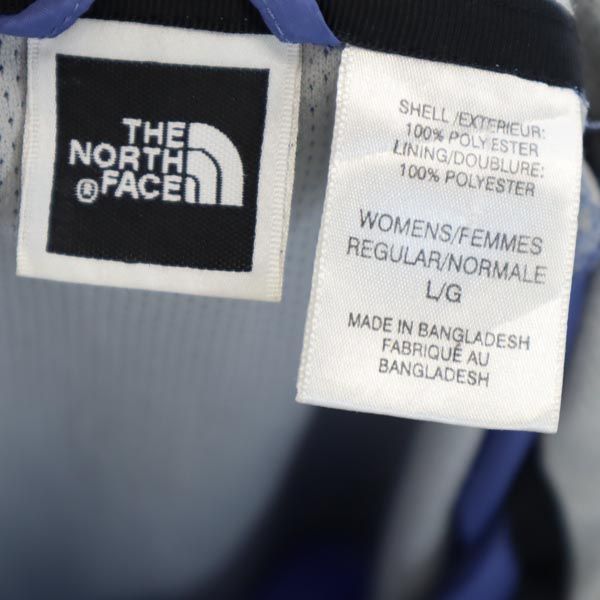 THE
NORTH
FACE
®
SHELL/EXTERIEUR:
100% POLYESTER
LINING/DOUBLURE:
100% POLYESTER
WOMENS/FEMMES
REGULAR/NORMALE
L/G
MADE IN BANGLADESH
FABRIQUÉ AU
BANGLADESH